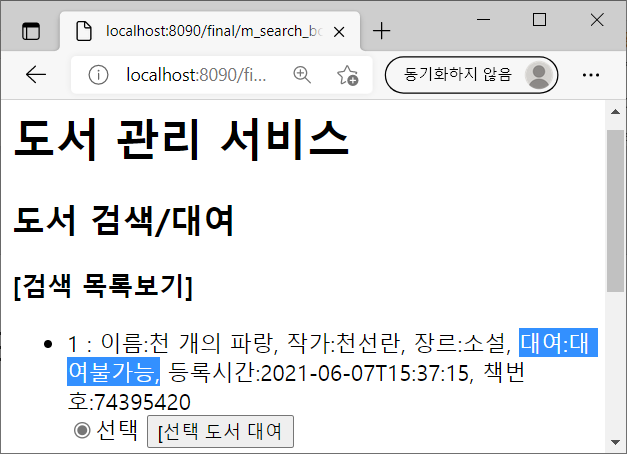 localhost:8090/final/m_search_bo
localhost:8090/fi...
동기화하지 않음
도서 관리 서비스
도서 검색/대여
[검색 목록보기]
1 : 이름:천 개의 파랑, 작가:천선란, 장르:소설, 대여:대
여불가능, 등록시간:2021-06-07T15:37:15, 책번
호:74395420
선택 [선택 도서 대여